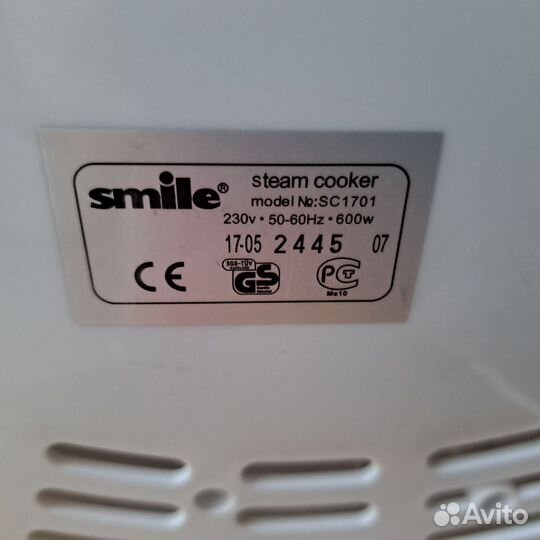 smile®
steam cooker
model №:SC1701
230v • 50-60Hz • 600w
17-05 2445 07
CE
SGS-TÜV
GS
PCT
Me10
Avito